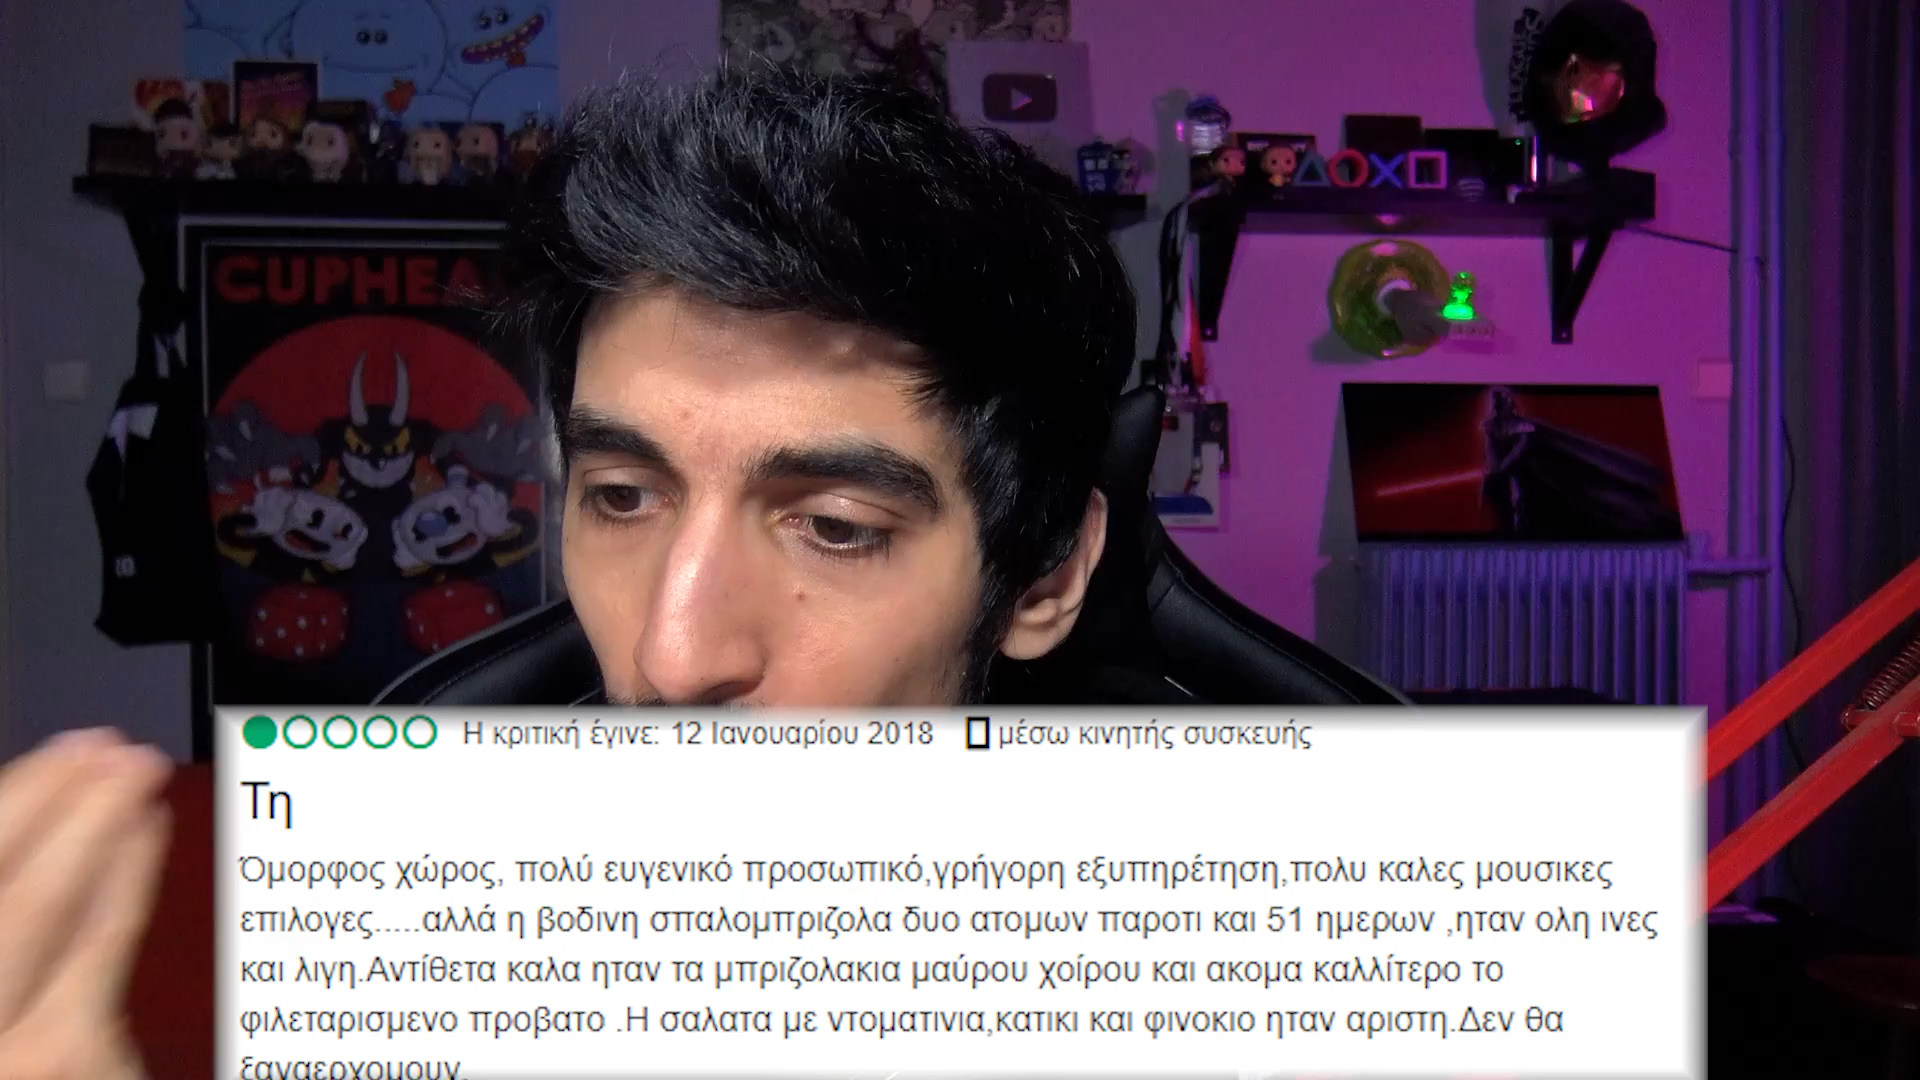 CUPHEA
Η κριτική έγινε: 12 Ιανουαρίου 2018 μέσω κινητής συσκευής
Τη
Όμορφος χώρος, πολύ ευγενικό προσωπικό,γρήγορη εξυπηρέτηση,πολυ καλες μουσικες
επιλογες.....αλλά η βοδινη σπαλομπριζολα δυο ατομων παροτι και 51 ημερων ,ηταν ολη ινες
και λιγη.Αντίθετα καλα ηταν τα μπριζολακια μαύρου χοίρου και ακομα καλλίτερο το
φιλεταρισμενο προβατο .Η σαλατα με ντοματινια,κατικι και φινοκιο ηταν αριστη.Δεν θα
ξαναερχομουν.